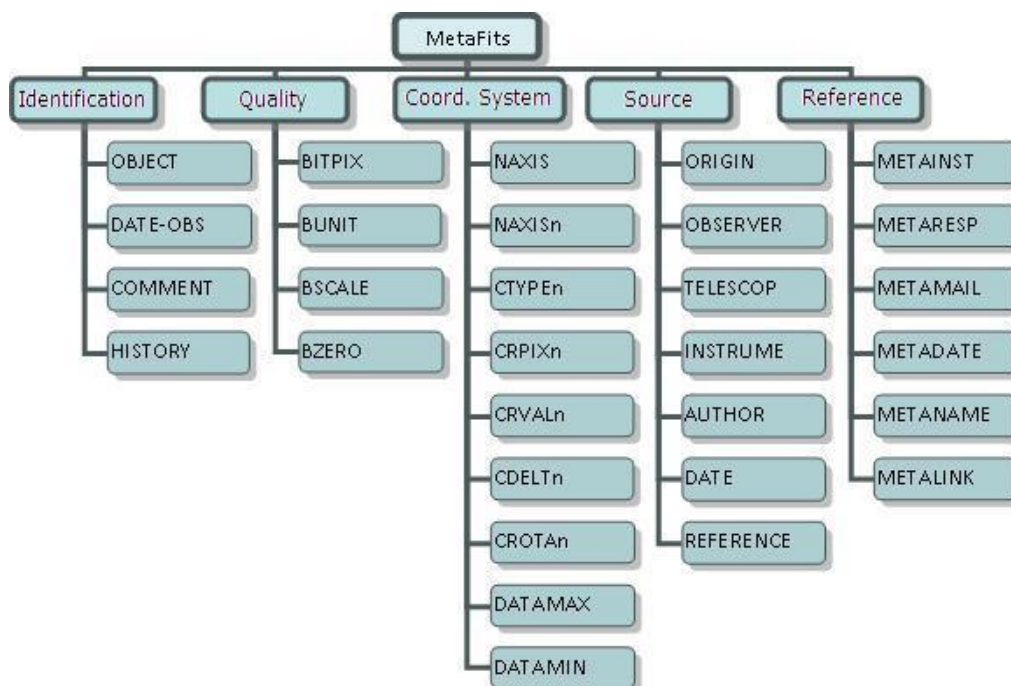 MetaFits
Identification
Quality
Coord. System
Source
Reference
OBJECT
DATE-OBS
COMMENT
HISTORY
BITPIX
BUNIT
BSCALE
BZERO
NAXIS
NAXISn
CTYPEn
CRPIXn
CRVALn
CDELTn
CROTAn
DATAMAX
DATAMIN
ORIGIN
OBSERVER
TELESCOP
INSTRUME
AUTHOR
DATE
REFERENCE
METAINST
METARESP
METAMAIL
METADATE
METANAME
METALINK